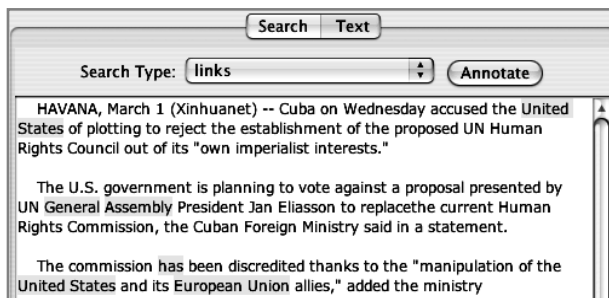 Search Text
Search Type: links Annotate
HAVANA, March 1 (Xinhuanet) -- Cuba on Wednesday accused the United
States of plotting to reject the establishment of the proposed UN Human
Rights Council out of its "own imperialist interests."
The U.S. government is planning to vote against a proposal presented by
UN General Assembly President Jan Eliasson to replacethe current Human
Rights Commission, the Cuban Foreign Ministry said in a statement.
The commission has been discredited thanks to the "manipulation of the
United States and its European Union allies," added the ministry